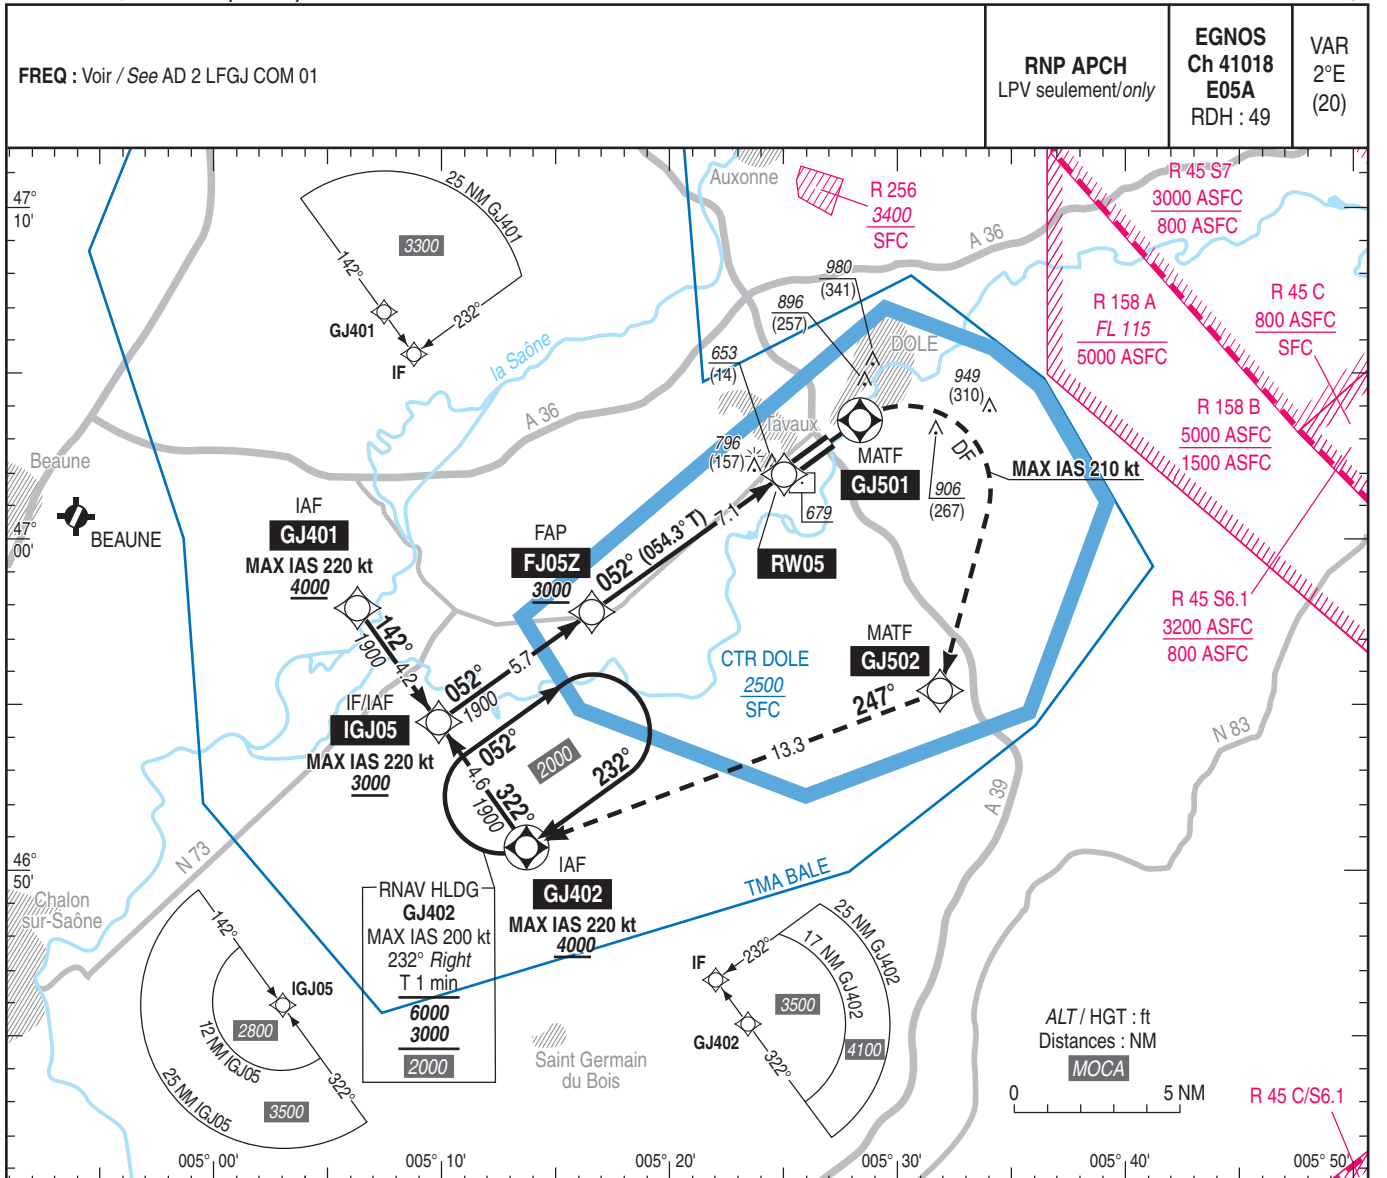 FREQ : Voir / See AD 2 LFGJ COM 01
RNP APCH
LPV seulement/only
EGNOS
Ch 41018
E05A
RDH : 49
VAR
2°E
(20)
47°
10'
25 NM GJ401
3300
142°
232°
GJ401
IF
Auxonne
R 256
3400
SFC
A 36
R 45 S7
3000 ASFC
800 ASFC
R 158 A
FL 115
5000 ASFC
R 45 C
800 ASFC
SFC
R 158 B
5000 ASFC
1500 ASFC
R 45 S6.1
3200 ASFC
800 ASFC
la Saône
A 36
980
(341)
896
(257)
653
(14)
796
(157)
DOLE
949
(310)
Tavaux
MATF
GJ501
DF
MAX IAS 210 kt
906
(267)
679
RW05
Beaune
BEAUNE
47°
00'
IAF
GJ401
MAX IAS 220 kt
4000
FAP
FJ05Z
3000
052° (054.3° T)
7.1
142°
1900
4.2
052°
1900
5.7
IF/IAF
IGJ05
MAX IAS 220 kt
3000
CTR DOLE
2500
SFC
MATF
GJ502
247°
13.3
052°
2000
232°
4.6
322°
1900
N 83
A 39
N 73
46°
50'
Chalon
sur-Saône
IAF
GJ402
MAX IAS 220 kt
4000
TMA BALE
RNAV HLDG
GJ402
MAX IAS 200 kt
232° Right
T 1 min
6000
3000
2000
142°
IGJ05
2800
12 NM IGJ05
25 NM IGJ05
3500
322°
Saint Germain
du Bois
25 NM GJ402
17 NM GJ402
IF
232°
3500
GJ402
322°
4100
ALT / HGT : ft
Distances : NM
MOCA
0
5 NM
R 45 C/S6.1
005° 00'
005° 10'
005° 20'
005° 30'
005° 40'
005° 50'